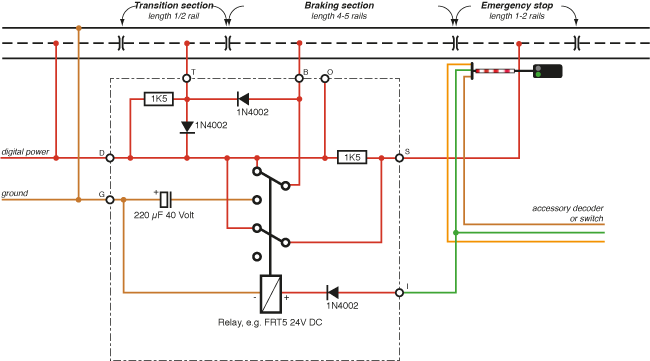 Transition section
length 1/2 rail
Braking section
length 4-5 rails
Emergency stop
length 1-2 rails
T
B
O
1K5
1N4002
1N4002
digital power
D
1K5
S
ground
G
+
220 µF 40 Volt
accessory decoder
or switch
- +
1N4002
I
Relay, e.g. FRT5 24V DC